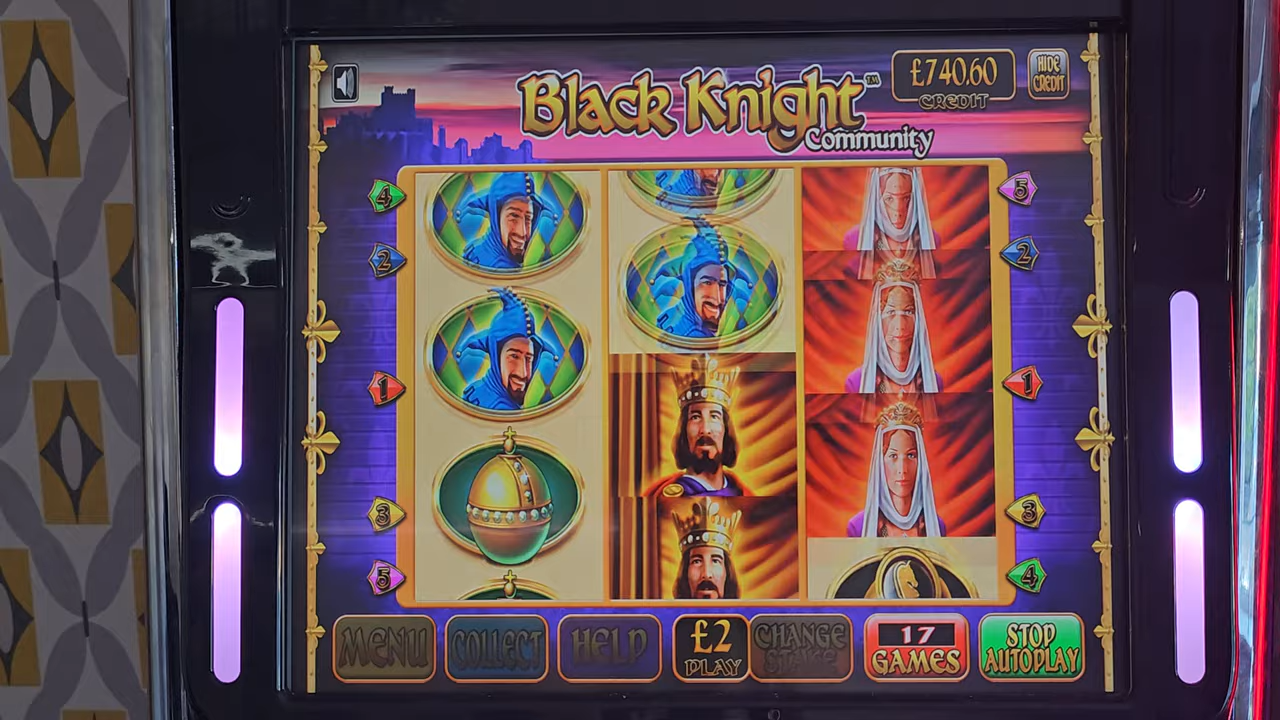 Black Knight™
Community
£740.60
CREDIT
HIDE
CREDIT
4
2
1
3
5
5
2
1
3
4
MENU
COLLECT
HELP
£2
PLAY
CHANGE
STAKE
17
GAMES
STOP
AUTOPLAY